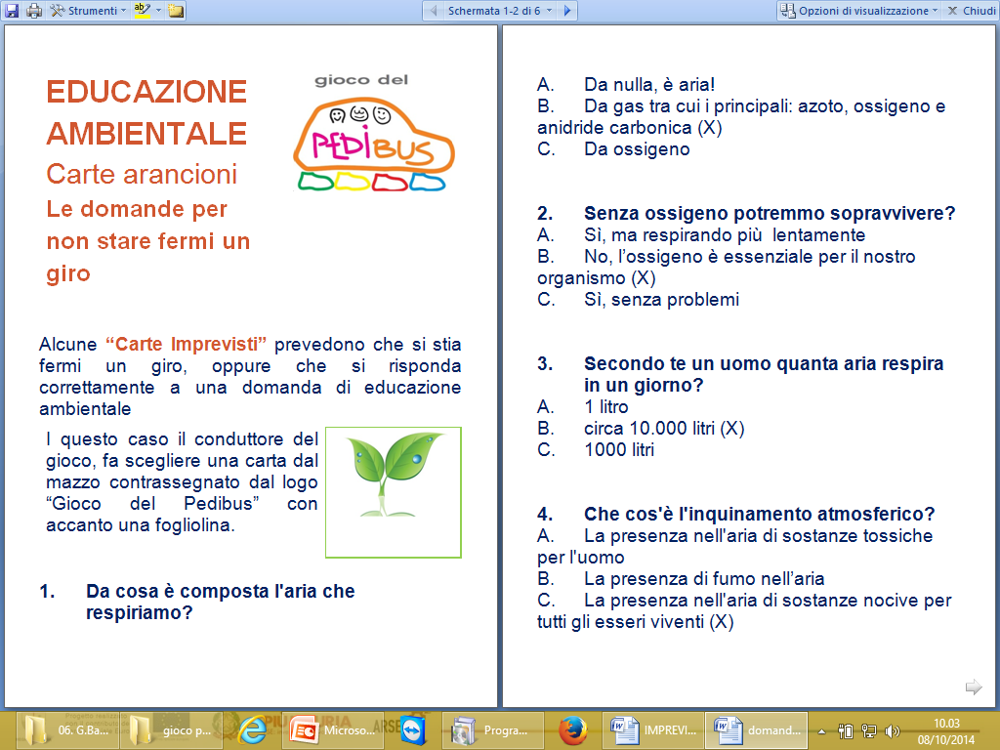 Strumenti
ab
Schermata 1-2 di 6
Opzioni di visualizzazione
Chiudi
EDUCAZIONE
AMBIENTALE
Carte arancioni
Le domande per
non stare fermi un
giro
gioco del
PEDIBUS
Alcune “Carte Imprevisti” prevedono che si stia
fermi un giro, oppure che si risponda
correttamente a una domanda di educazione
ambientale
I questo caso il conduttore del
gioco, fa scegliere una carta dal
mazzo contrassegnato dal logo
“Gioco del Pedibus” con
accanto una fogliolina.
1. Da cosa è composta l'aria che
respiriamo?
A. Da nulla, è aria!
B. Da gas tra cui i principali: azoto, ossigeno e
anidride carbonica (X)
C. Da ossigeno
2. Senza ossigeno potremmo sopravvivere?
A. Sì, ma respirando più lentamente
B. No, l’ossigeno è essenziale per il nostro
organismo (X)
C. Sì, senza problemi
3. Secondo te un uomo quanta aria respira
in un giorno?
A. 1 litro
B. circa 10.000 litri (X)
C. 1000 litri
4. Che cos'è l'inquinamento atmosferico?
A. La presenza nell'aria di sostanze tossiche
per l'uomo
B. La presenza di fumo nell’aria
C. La presenza nell'aria di sostanze nocive per
tutti gli esseri viventi (X)
06. G.Ba...
gioco p...
Microso...
Progra...
IMPREVI...
domand...
10.03
08/10/2014